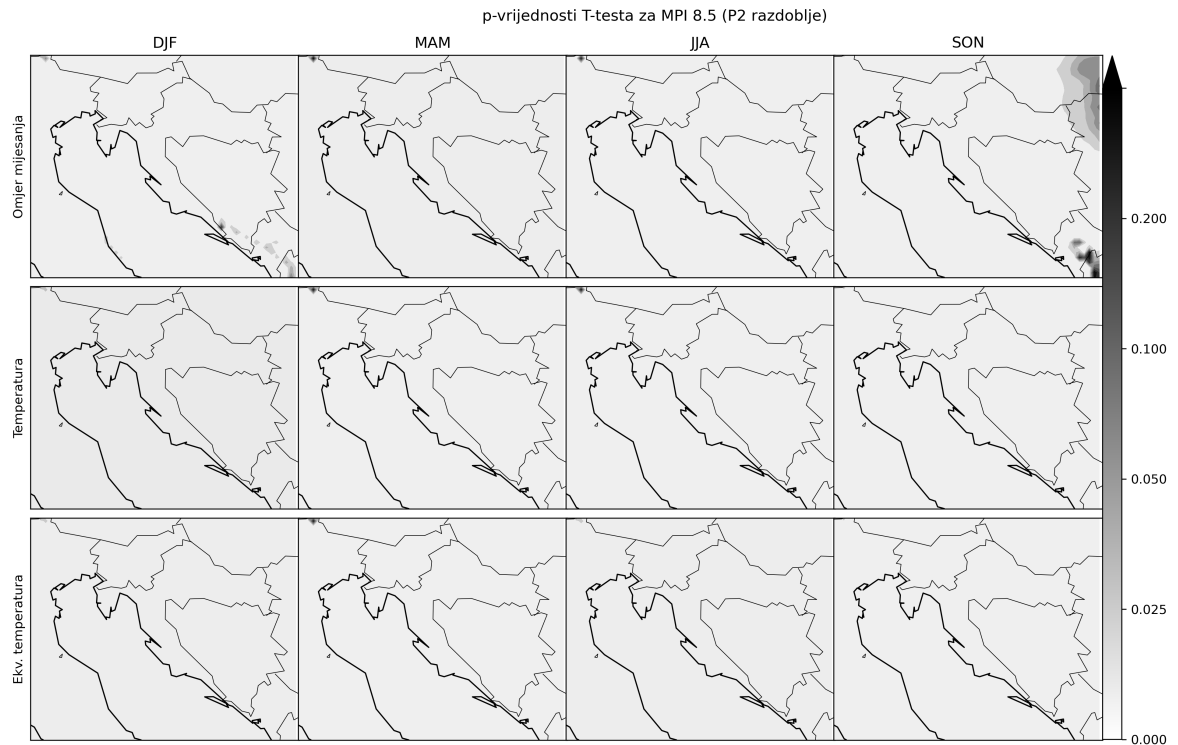 p-vrijednosti T-testa za MPI 8.5 (P2 razdoblje)
DJF MAM JJA SON
Omjer mijesanja
Temperatura
Ekv. temperatura
0.200
0.100
0.050
0.025
0.000